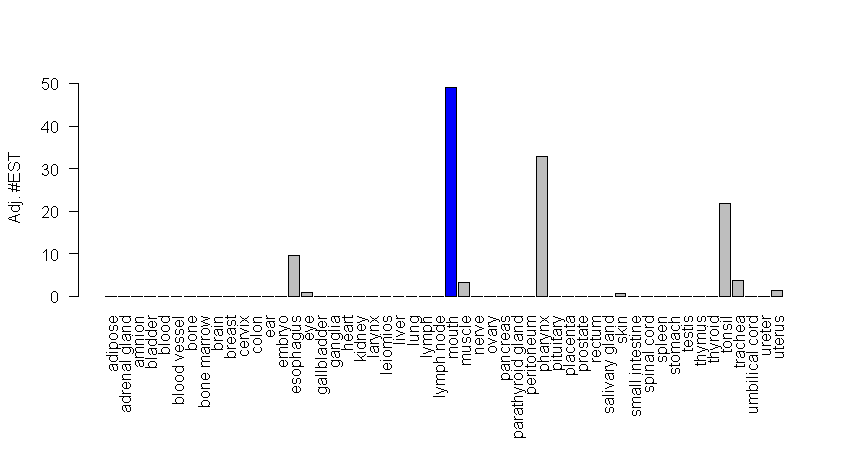 50
40
30
20
10
0
Adj. #EST
adipose
adrenal gland
amnion
bladder
blood
blood vessel
bone
bone marrow
brain
breast
cervix
colon
ear
embryo
esophagus
eye
gallbladder
ganglia
heart
kidney
larynx
leiomios
liver
lung
lymph
lymph node
mouth
muscle
nerve
ovary
pancreas
parathyroid gland
peritoneum
pharynx
pituitary
placenta
prostate
rectum
salivary gland
skin
small intestine
spinal cord
spleen
stomach
testis
thymus
thyroid
tonsil
trachea
umbilical cord
ureter
uterus